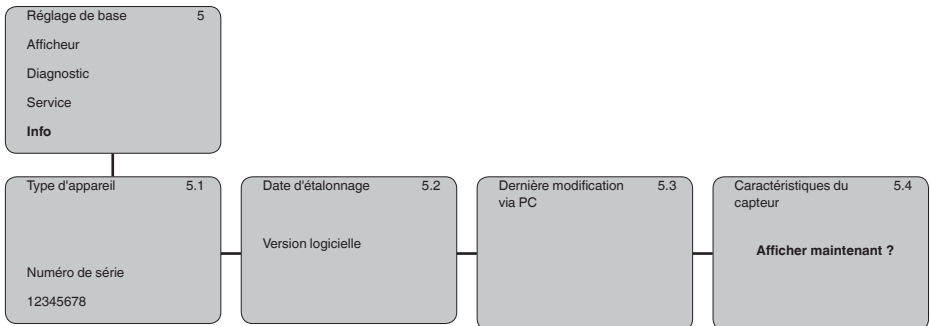 Réglage de base 5
Afficheur
Diagnostic
Service
Info
Type d'appareil 5.1
Numéro de série
12345678
Date d'étalonnage 5.2
Version logicielle
Dernière modification 5.3
via PC
Caractéristiques du 5.4
capteur
Afficher maintenant ?